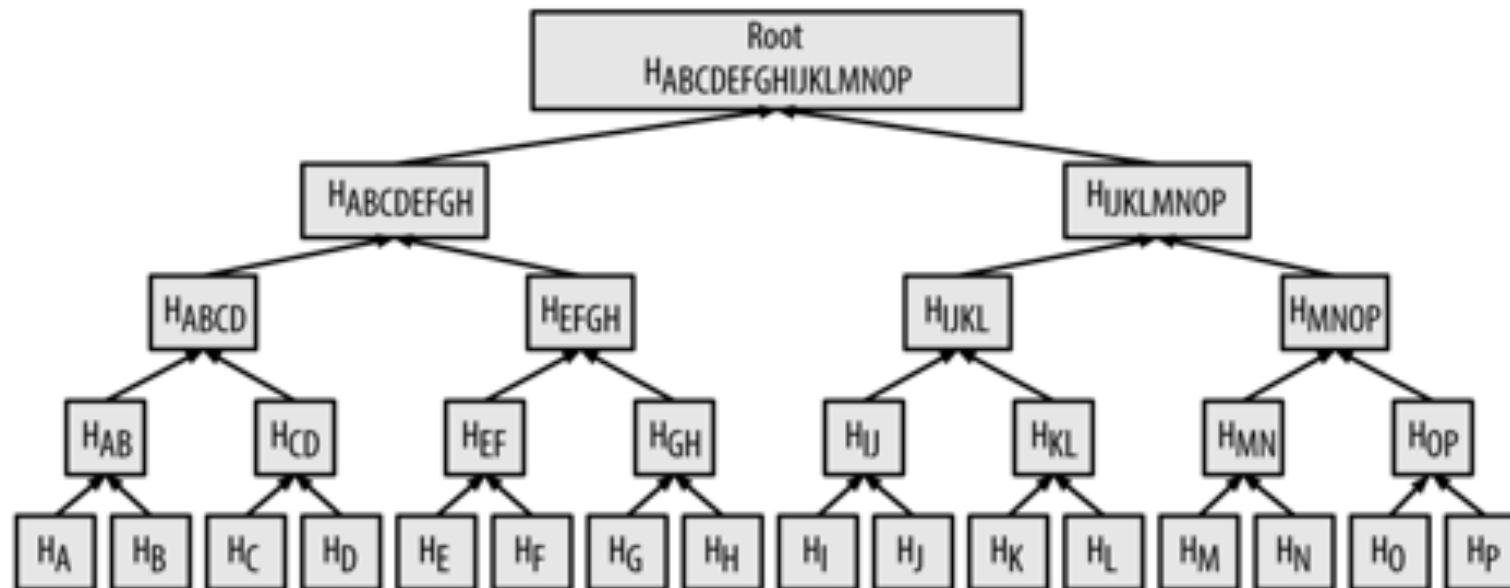 Root
HABCDEFGHIJKLMNOP
HABCDEFGH
HIJKLMNOP
HABCD
HEFGH
HIJKL
HMNOP
HAB
HCD
HEF
HGH
HIJ
HKL
HMN
HOP
HA
HB
HC
HD
HE
HF
HG
HH
HI
HJ
HK
HL
HM
HN
HO
HP